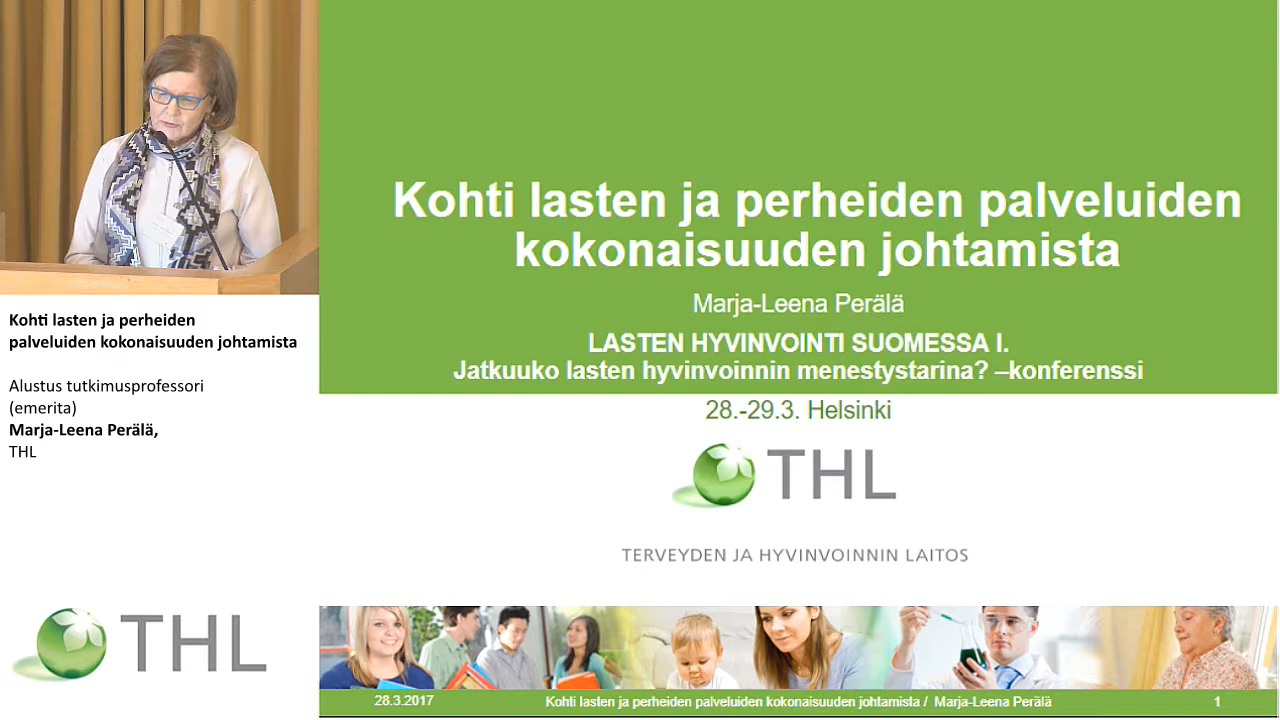 Kohti lasten ja perheiden
palveluiden kokonaisuuden johtamista
Alustus tutkimusprofessori
(emerita)
Marja-Leena Perälä,
THL
THL
Kohti lasten ja perheiden palveluiden
kokonaisuuden johtamista
Marja-Leena Perälä
LASTEN HYVINVOINTI SUOMESSA I.
Jatkuuko lasten hyvinvoinnin menestystarina? –konferenssi
28.-29.3. Helsinki
THL
TERVEYDEN JA HYVINVOINNIN LAITOS
28.3.2017 Kohti lasten ja perheiden palveluiden kokonaisuuden johtamista / Marja-Leena Perälä 1